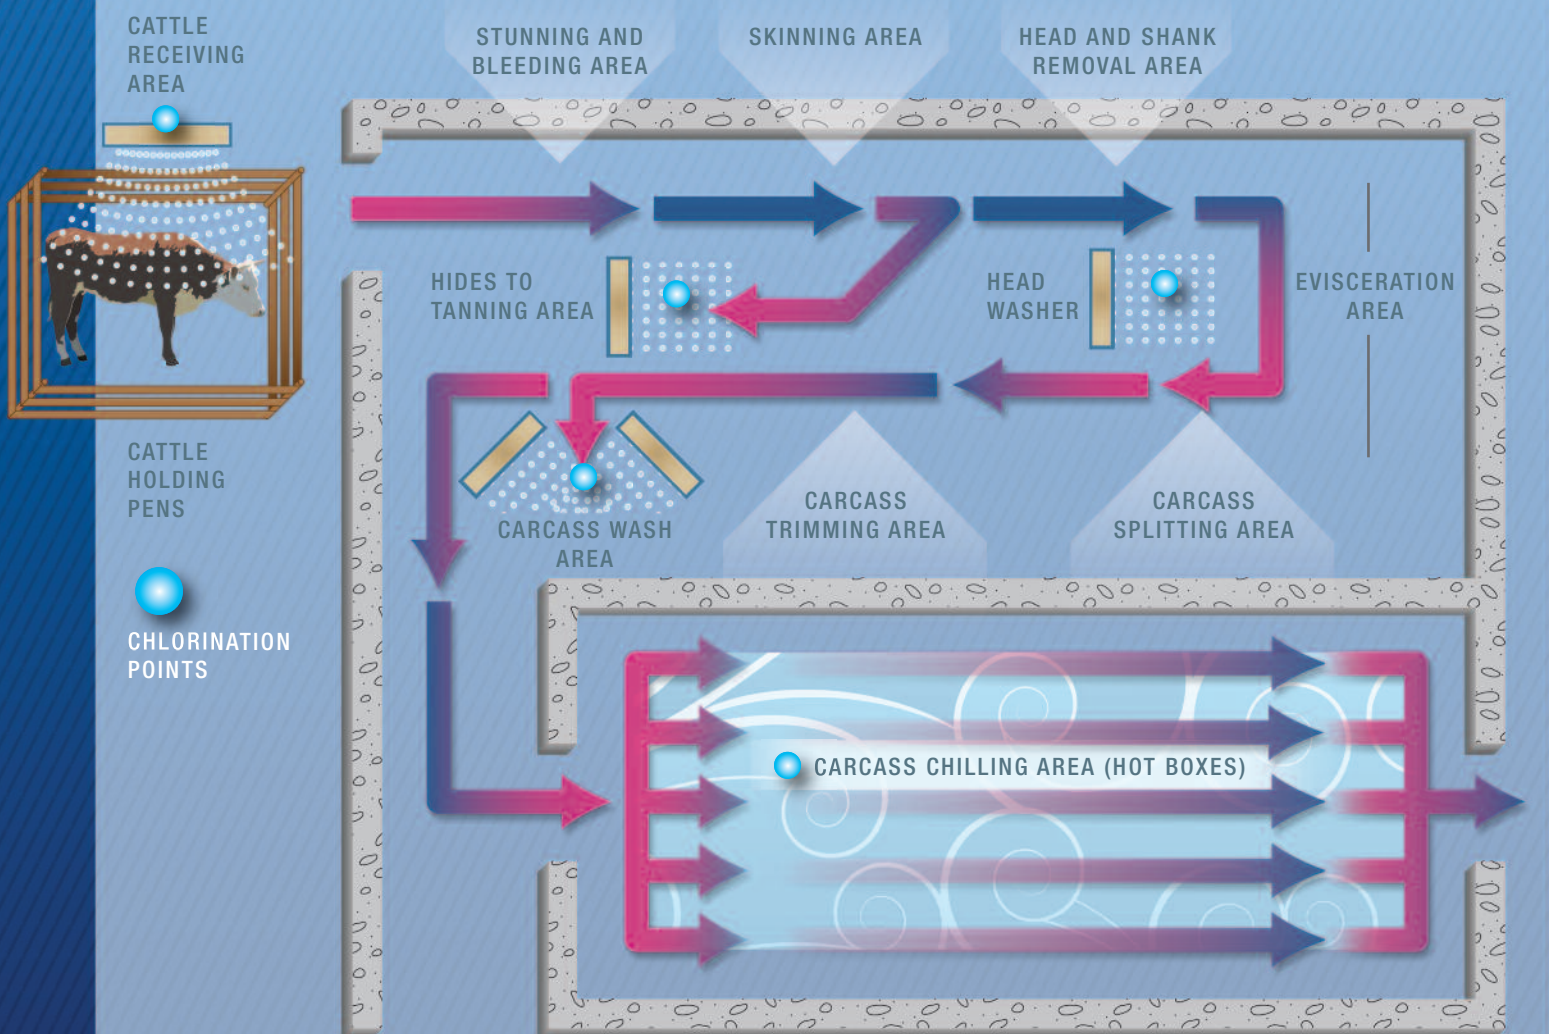 CATTLE
RECEIVING
AREA
STUNNING AND
BLEEDING AREA
SKINNING AREA
HEAD AND SHANK
REMOVAL AREA
HIDES TO
TANNING AREA
HEAD
WASHER
EVISCERATION
AREA
CATTLE
HOLDING
PENS
CARCASS WASH
AREA
CARCASS
TRIMMING AREA
CARCASS
SPLITTING AREA
CHLORINATION
POINTS
CARCASS CHILLING AREA (HOT BOXES)